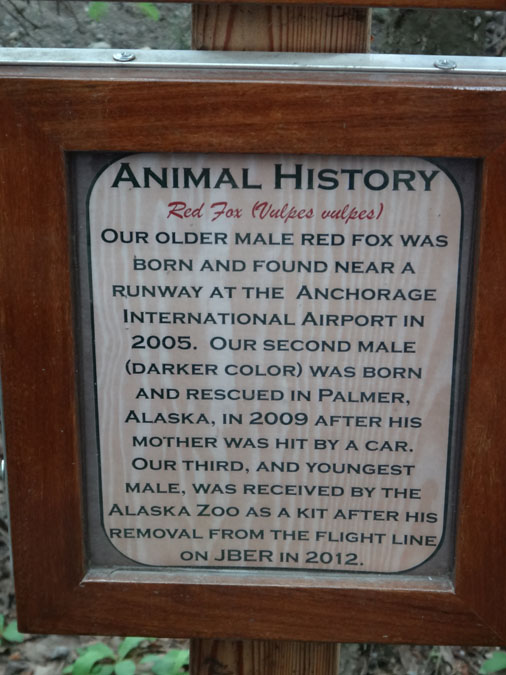 ANIMAL HISTORY
Red Fox (Vulpes vulpes)
OUR OLDER MALE RED FOX WAS
BORN AND FOUND NEAR A
RUNWAY AT THE ANCHORAGE
INTERNATIONAL AIRPORT IN
2005. OUR SECOND MALE
(DARKER COLOR) WAS BORN
AND RESCUED IN PALMER,
ALASKA, IN 2009 AFTER HIS
MOTHER WAS HIT BY A CAR.
OUR THIRD, AND YOUNGEST
MALE, WAS RECEIVED BY THE
ALASKA ZOO AS A KIT AFTER HIS
REMOVAL FROM THE FLIGHT LINE
ON JBER IN 2012.